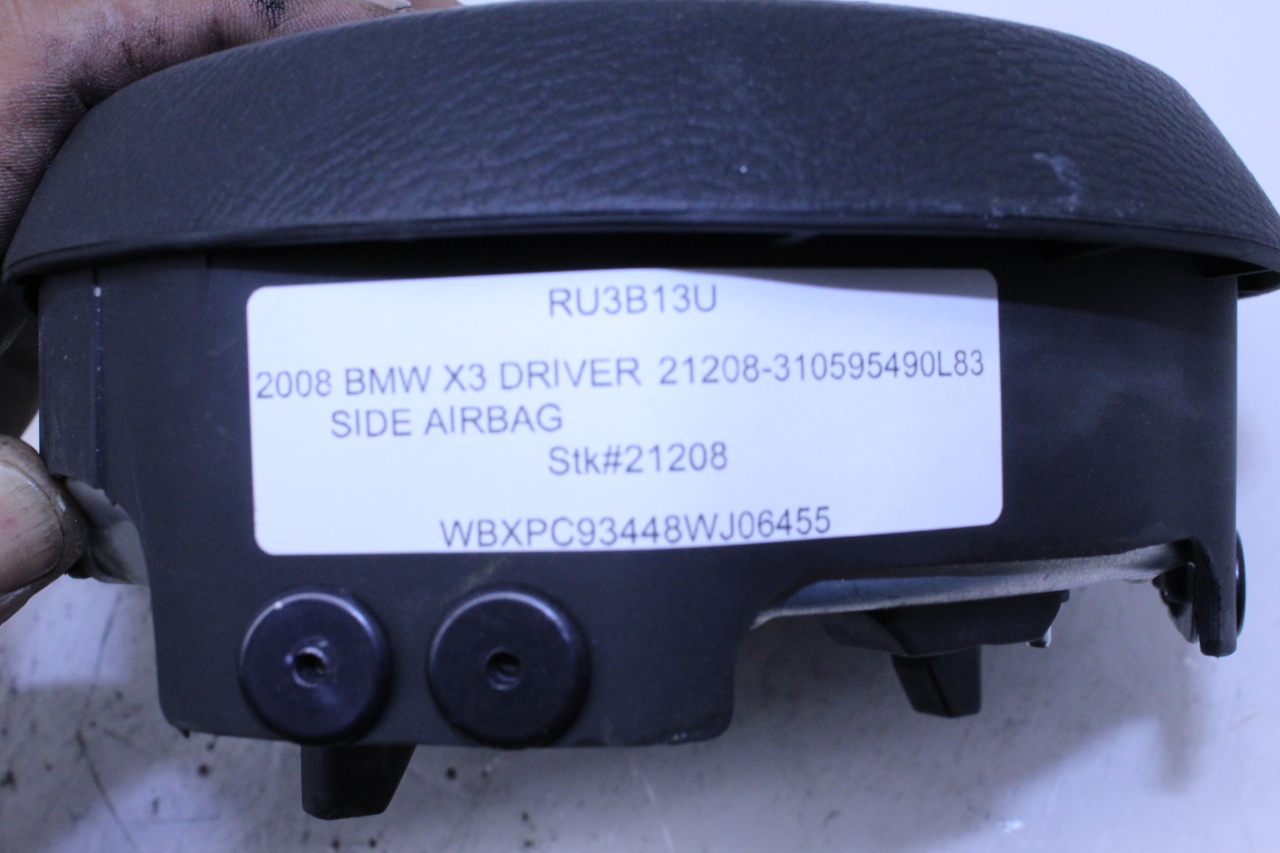 RU3B13U
2008 BMW X3 DRIVER 21208-310595490L83
SIDE AIRBAG
Stk#21208
WBXPC93448WJ06455